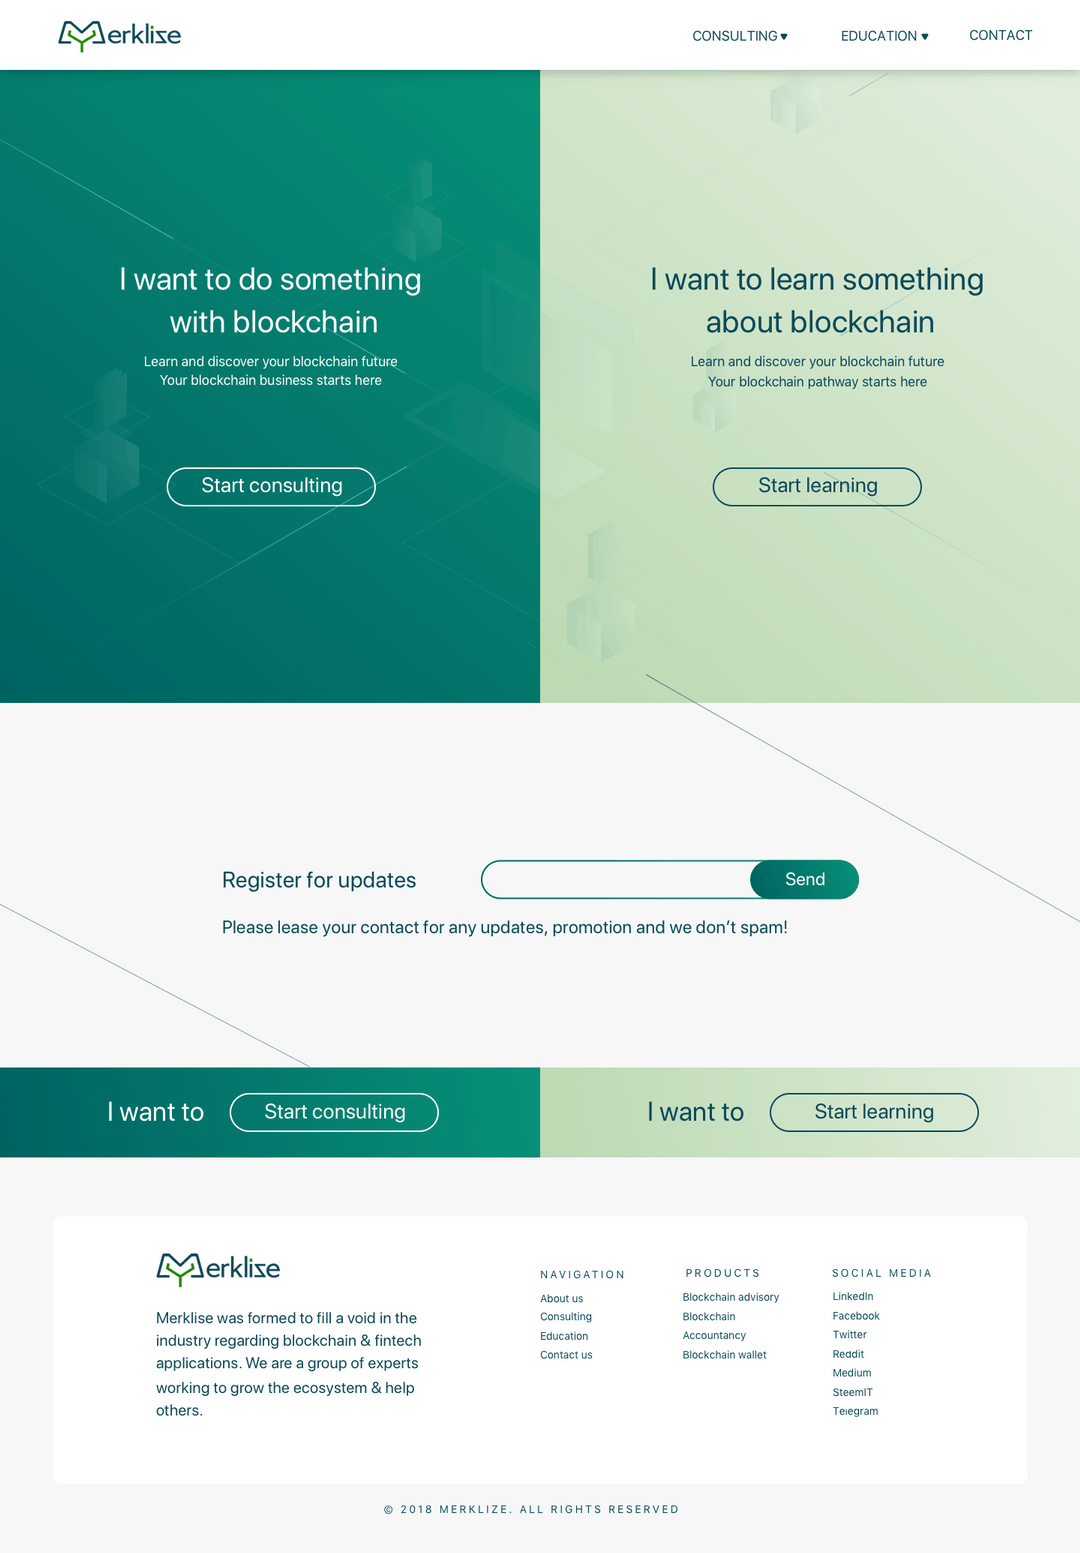 Merklize
CONSULTING
EDUCATION
CONTACT
I want to do something
with blockchain
Learn and discover your blockchain future
Your blockchain business starts here
Start consulting
I want to learn something
about blockchain
Learn and discover your blockchain future
Your blockchain pathway starts here
Start learning
Register for updates
Send
Please lease your contact for any updates, promotion and we don’t spam!
I want to
Start consulting
I want to
Start learning
Merklize
Merklise was formed to fill a void in the
industry regarding blockchain & fintech
applications. We are a group of experts
working to grow the ecosystem & help
others.
NAVIGATION
About us
Consulting
Education
Contact us
PRODUCTS
Blockchain advisory
Blockchain
Accountancy
Blockchain wallet
SOCIAL MEDIA
LinkedIn
Facebook
Twitter
Reddit
Medium
SteemIT
Telegram
© 2018 MERKLIZE. ALL RIGHTS RESERVED